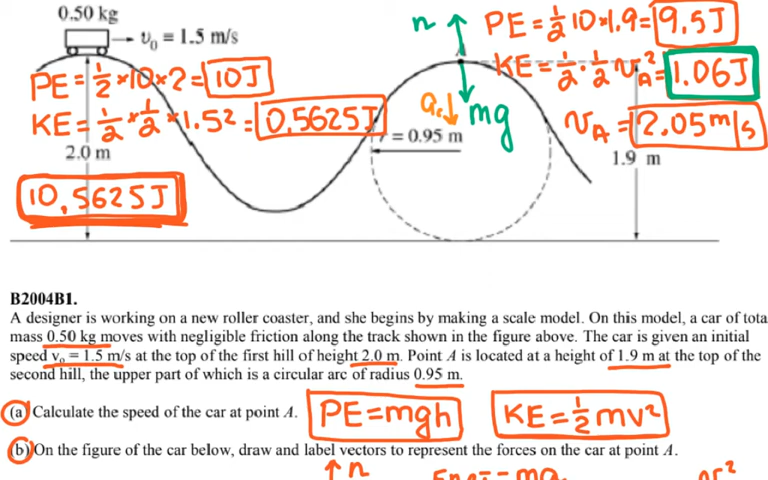 0.50 kg
υ₀ = 1.5 m/s
n
PE = ½ 10 × 1.9 = 9.5J
PE = ½ × 10 × 2 = 10J
KE = ½ · ½ V_A² = 1.06J
A
a_c
mg
KE = ½ × ½ × 1.5² = 0.5625J
V_A = 2.05 m/s
r = 0.95 m
2.0 m
1.9 m
10.5625J
B2004B1.
A designer is working on a new roller coaster, and she begins by making a scale model. On this model, a car of tota
mass 0.50 kg moves with negligible friction along the track shown in the figure above. The car is given an initial
speed v₀ = 1.5 m/s at the top of the first hill of height 2.0 m. Point A is located at a height of 1.9 m at the top of the
second hill, the upper part of which is a circular arc of radius 0.95 m.
(a) Calculate the speed of the car at point A. PE = mgh KE = ½ mv²
(b) On the figure of the car below, draw and label vectors to represent the forces on the car at point A.
n